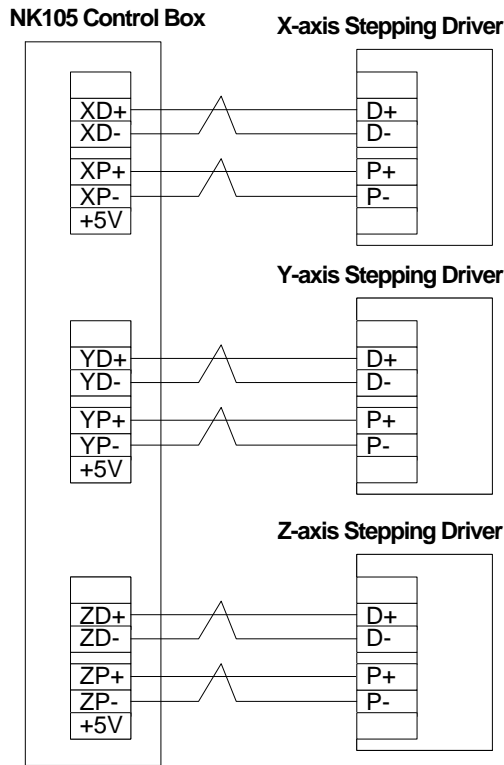 NK105 Control Box
X-axis Stepping Driver
XD+ D+
XD- D-
XP+ P+
XP- P-
+5V
Y-axis Stepping Driver
YD+ D+
YD- D-
YP+ P+
YP- P-
+5V
Z-axis Stepping Driver
ZD+ D+
ZD- D-
ZP+ P+
ZP- P-
+5V